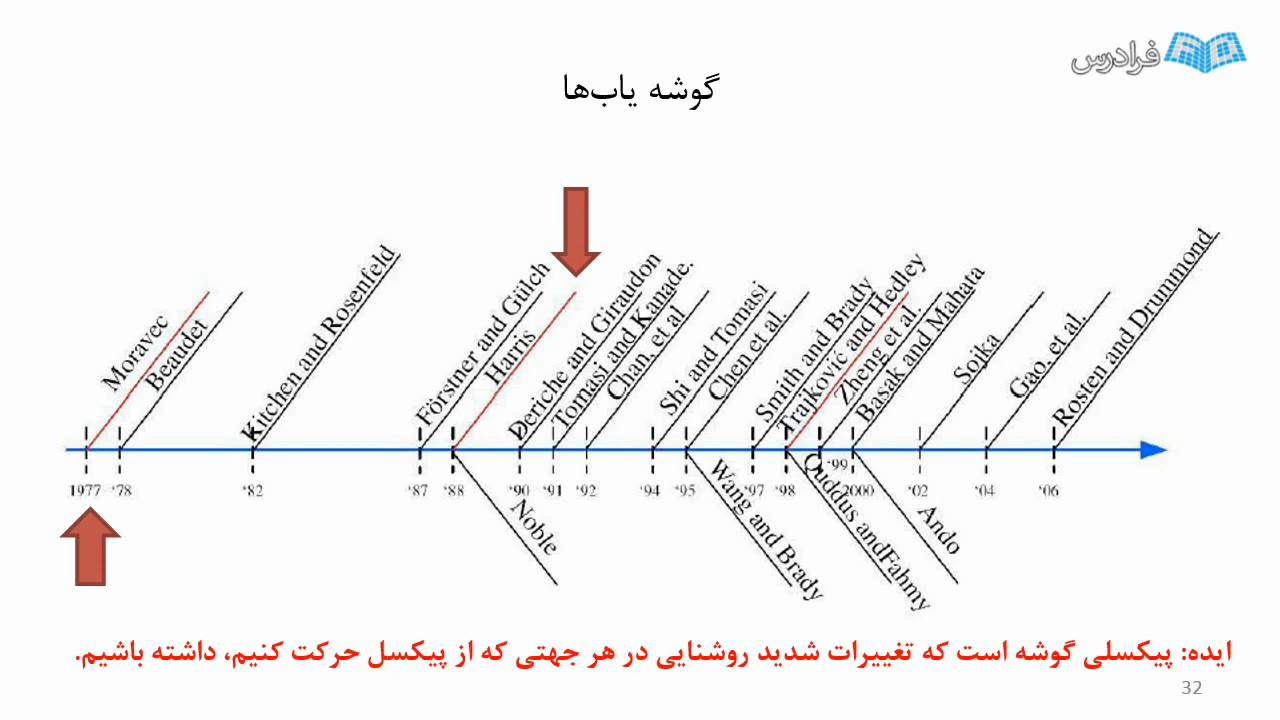 فرادرس
گوشه یاب‌ها
Moravec
Beaudet
Kitchen and Rosenfeld
Förstner and Gülch
Harris
Deriche and Giraudon
Tomasi and Kanade.
Chan, et al
Shi and Tomasi
Chen et al.
Smith and Brady
Trajković and Hedley
Zheng et al.
Basak and Mahata
Sojka
Gao, et al.
Rosten and Drummond
1977 ‘78 ‘82 ‘87 ‘88 ‘90 ‘91 ‘92 ‘94 ‘95 ‘97 ‘98 ‘99 2000 ‘02 ‘04 ‘06
Noble
Wang and Brady
Quddus andFahmy
Ando
ایده: پیکسلی گوشه است که تغییرات شدید روشنایی در هر جهتی که از پیکسل حرکت کنیم، داشته باشیم.
32